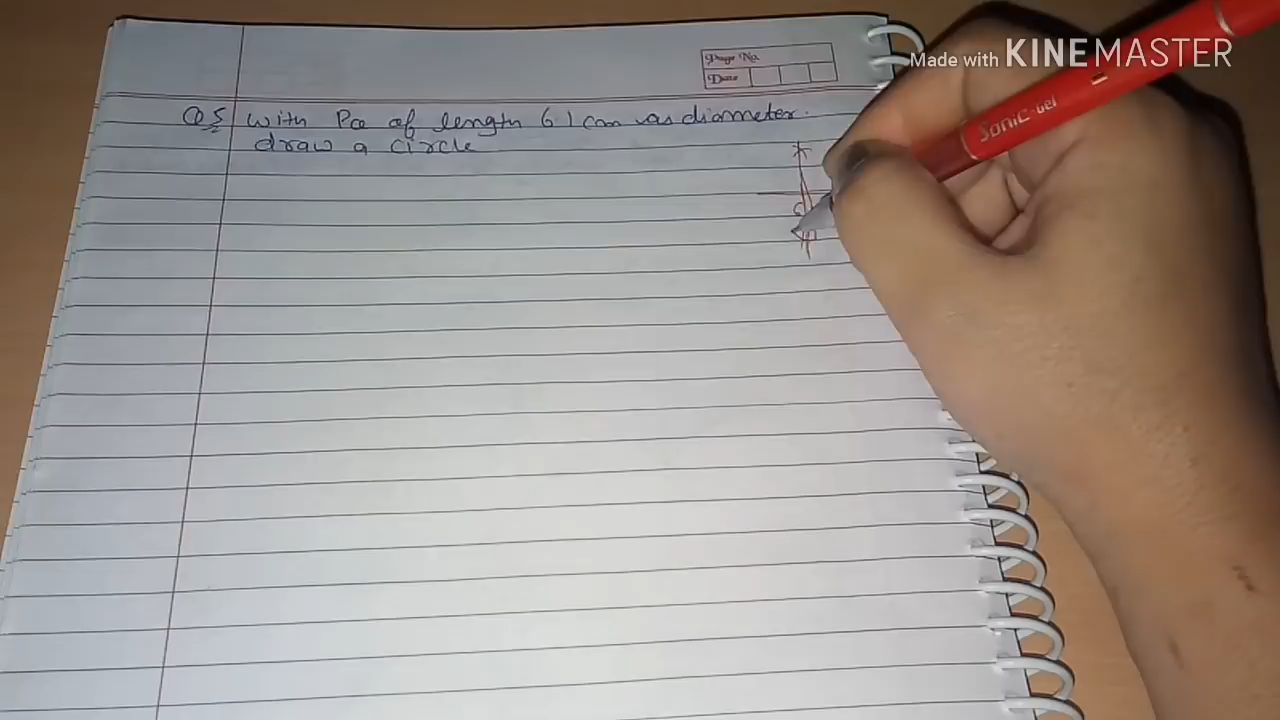 Made with KINEMASTER
Page No.
Date
Sonic-Gel
Q 5 With PQ of length 6 1 cm as diameter.
draw a circle